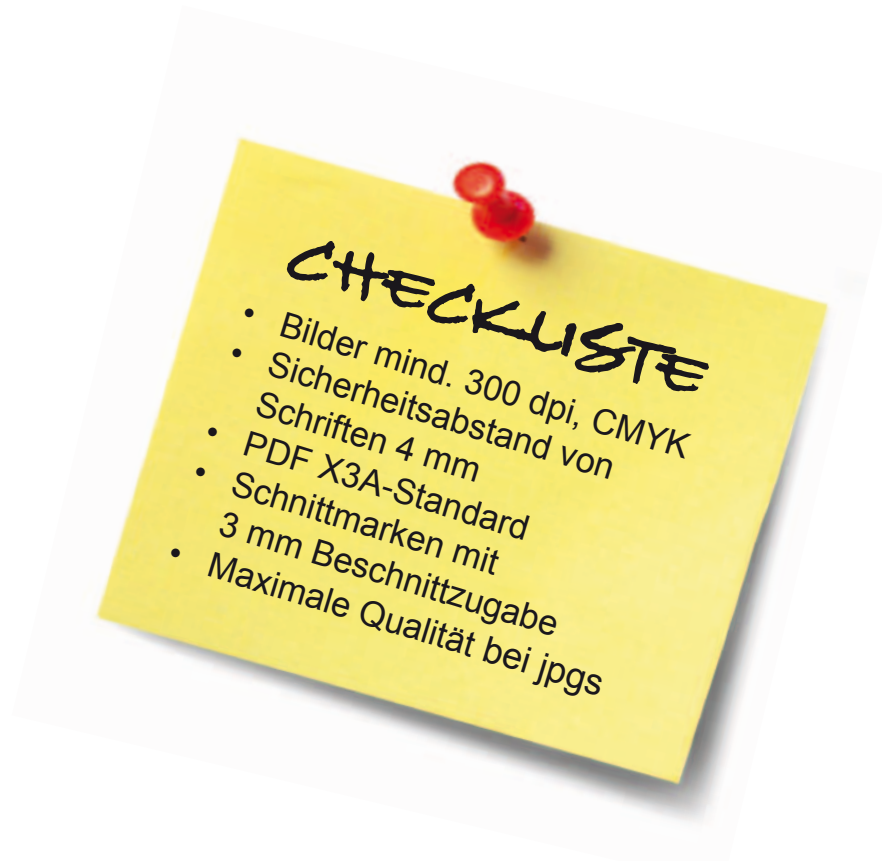 CHECKLISTE
• Bilder mind. 300 dpi, CMYK
• Sicherheitsabstand von
Schriften 4 mm
• PDF X3A-Standard
• Schnittmarken mit
3 mm Beschnittzugabe
• Maximale Qualität bei jpgs